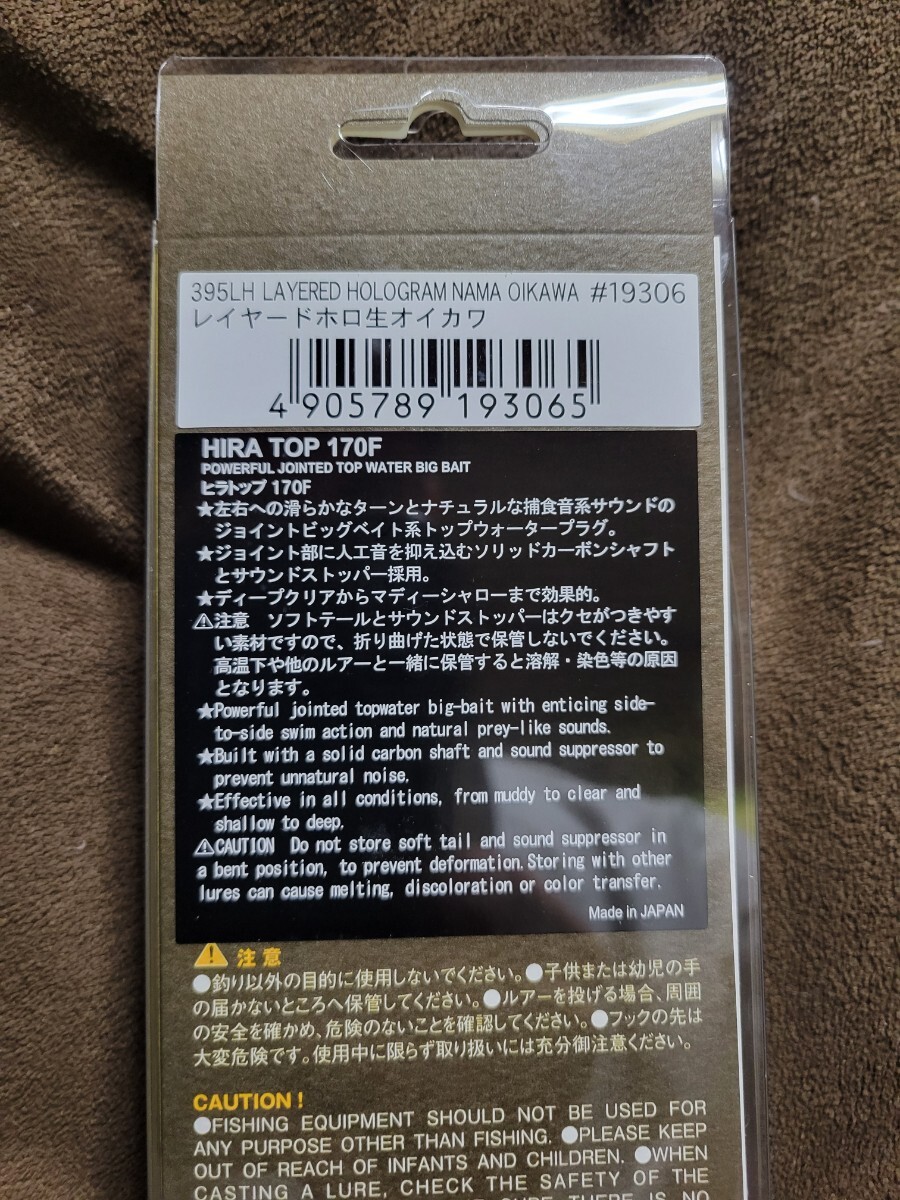 395LH LAYERED HOLOGRAM NAMA OIKAWA #19306
レイヤードホロ生オイカワ
4 905789 193065
HIRA TOP 170F
POWERFUL JOINTED TOP WATER BIG BAIT
ヒラトップ 170F
★左右への滑らかなターンとナチュラルな捕食音系サウンドの
ジョイントビッグベイト系トップウォータープラグ。
★ジョイント部に人工音を抑え込むソリッドカーボンシャフト
とサウンドストッパー採用。
★ディープクリアからマディーシャローまで効果的。
⚠注意 ソフトテールとサウンドストッパーはクセがつきやす
い素材ですので、折り曲げた状態で保管しないでください。
高温下や他のルアーと一緒に保管すると溶解・染色等の原因
となります。
★Powerful jointed topwater big-bait with enticing side-
to-side swim action and natural prey-like sounds.
★Built with a solid carbon shaft and sound suppressor to
prevent unnatural noise.
★Effective in all conditions, from muddy to clear and
shallow to deep.
⚠CAUTION Do not store soft tail and sound suppressor in
a bent position, to prevent deformation. Storing with other
lures can cause melting, discoloration or color transfer.
Made in JAPAN
⚠注意
●釣り以外の目的に使用しないでください。●子供または幼児の手
の届かないところへ保管してください。●ルアーを投げる場合、周囲
の安全を確かめ、危険のないことを確認してください。●フックの先は
大変危険です。使用中に限らず取り扱いには充分御注意ください。
CAUTION!
●FISHING EQUIPMENT SHOULD NOT BE USED FOR
ANY PURPOSE OTHER THAN FISHING. ●PLEASE KEEP
OUT OF REACH OF INFANTS AND CHILDREN. ●WHEN
CASTING A LURE, CHECK THE SAFETY OF THE
SURE THERE IS NO